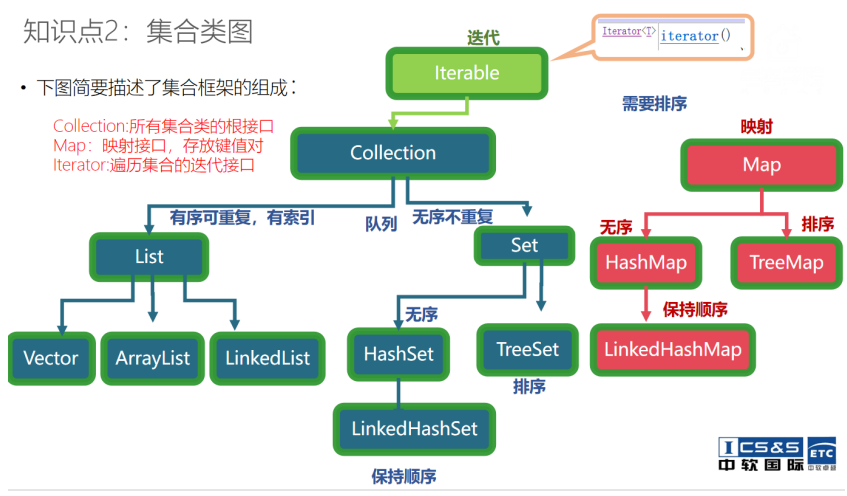 知识点2：集合类图
迭代
Iterator<T> iterator()
Iterable
• 下图简要描述了集合框架的组成：
需要排序
Collection:所有集合类的根接口
Map：映射接口，存放键值对
Iterator:遍历集合的迭代接口
映射
Collection
Map
有序可重复，有索引
队列
无序不重复
无序
排序
List
Set
HashMap
TreeMap
无序
保持顺序
Vector
ArrayList
LinkedList
HashSet
TreeSet
LinkedHashMap
排序
LinkedHashSet
保持顺序
ICS&S
中软国际
ETC
中软卓越